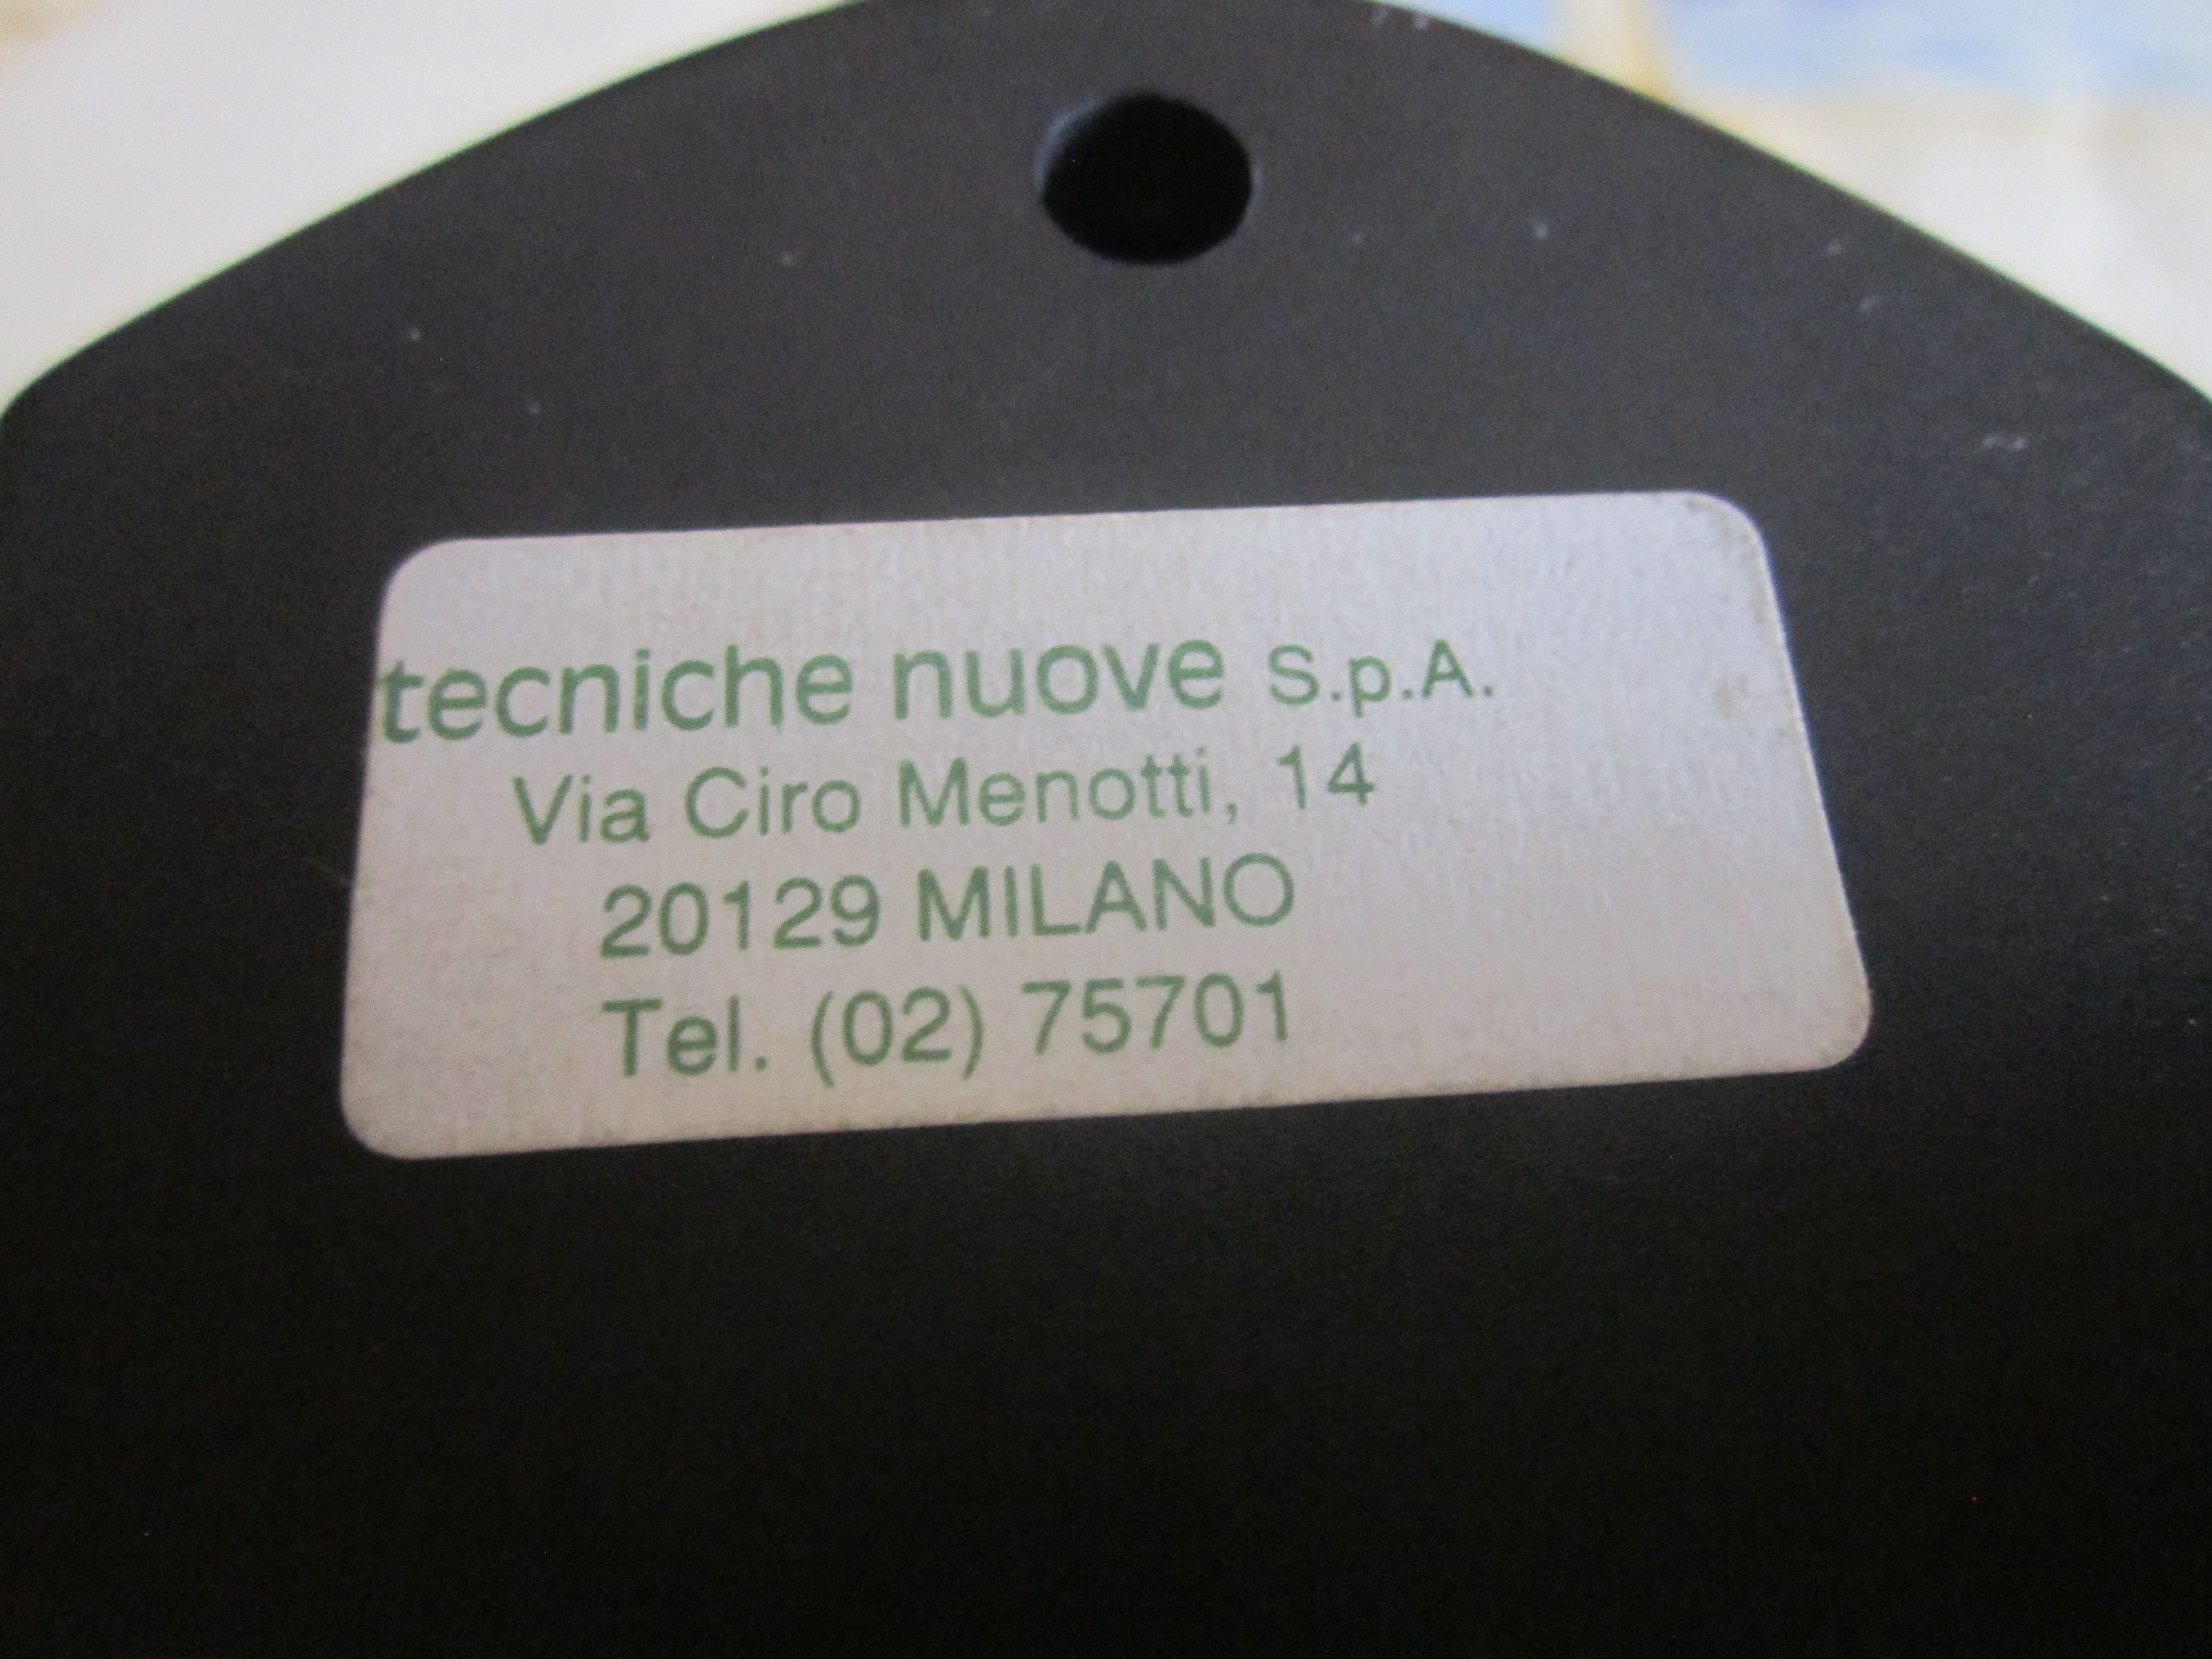 tecniche nuove s.p.A.
Via Ciro Menotti, 14
20129 MILANO
Tel. (02) 75701